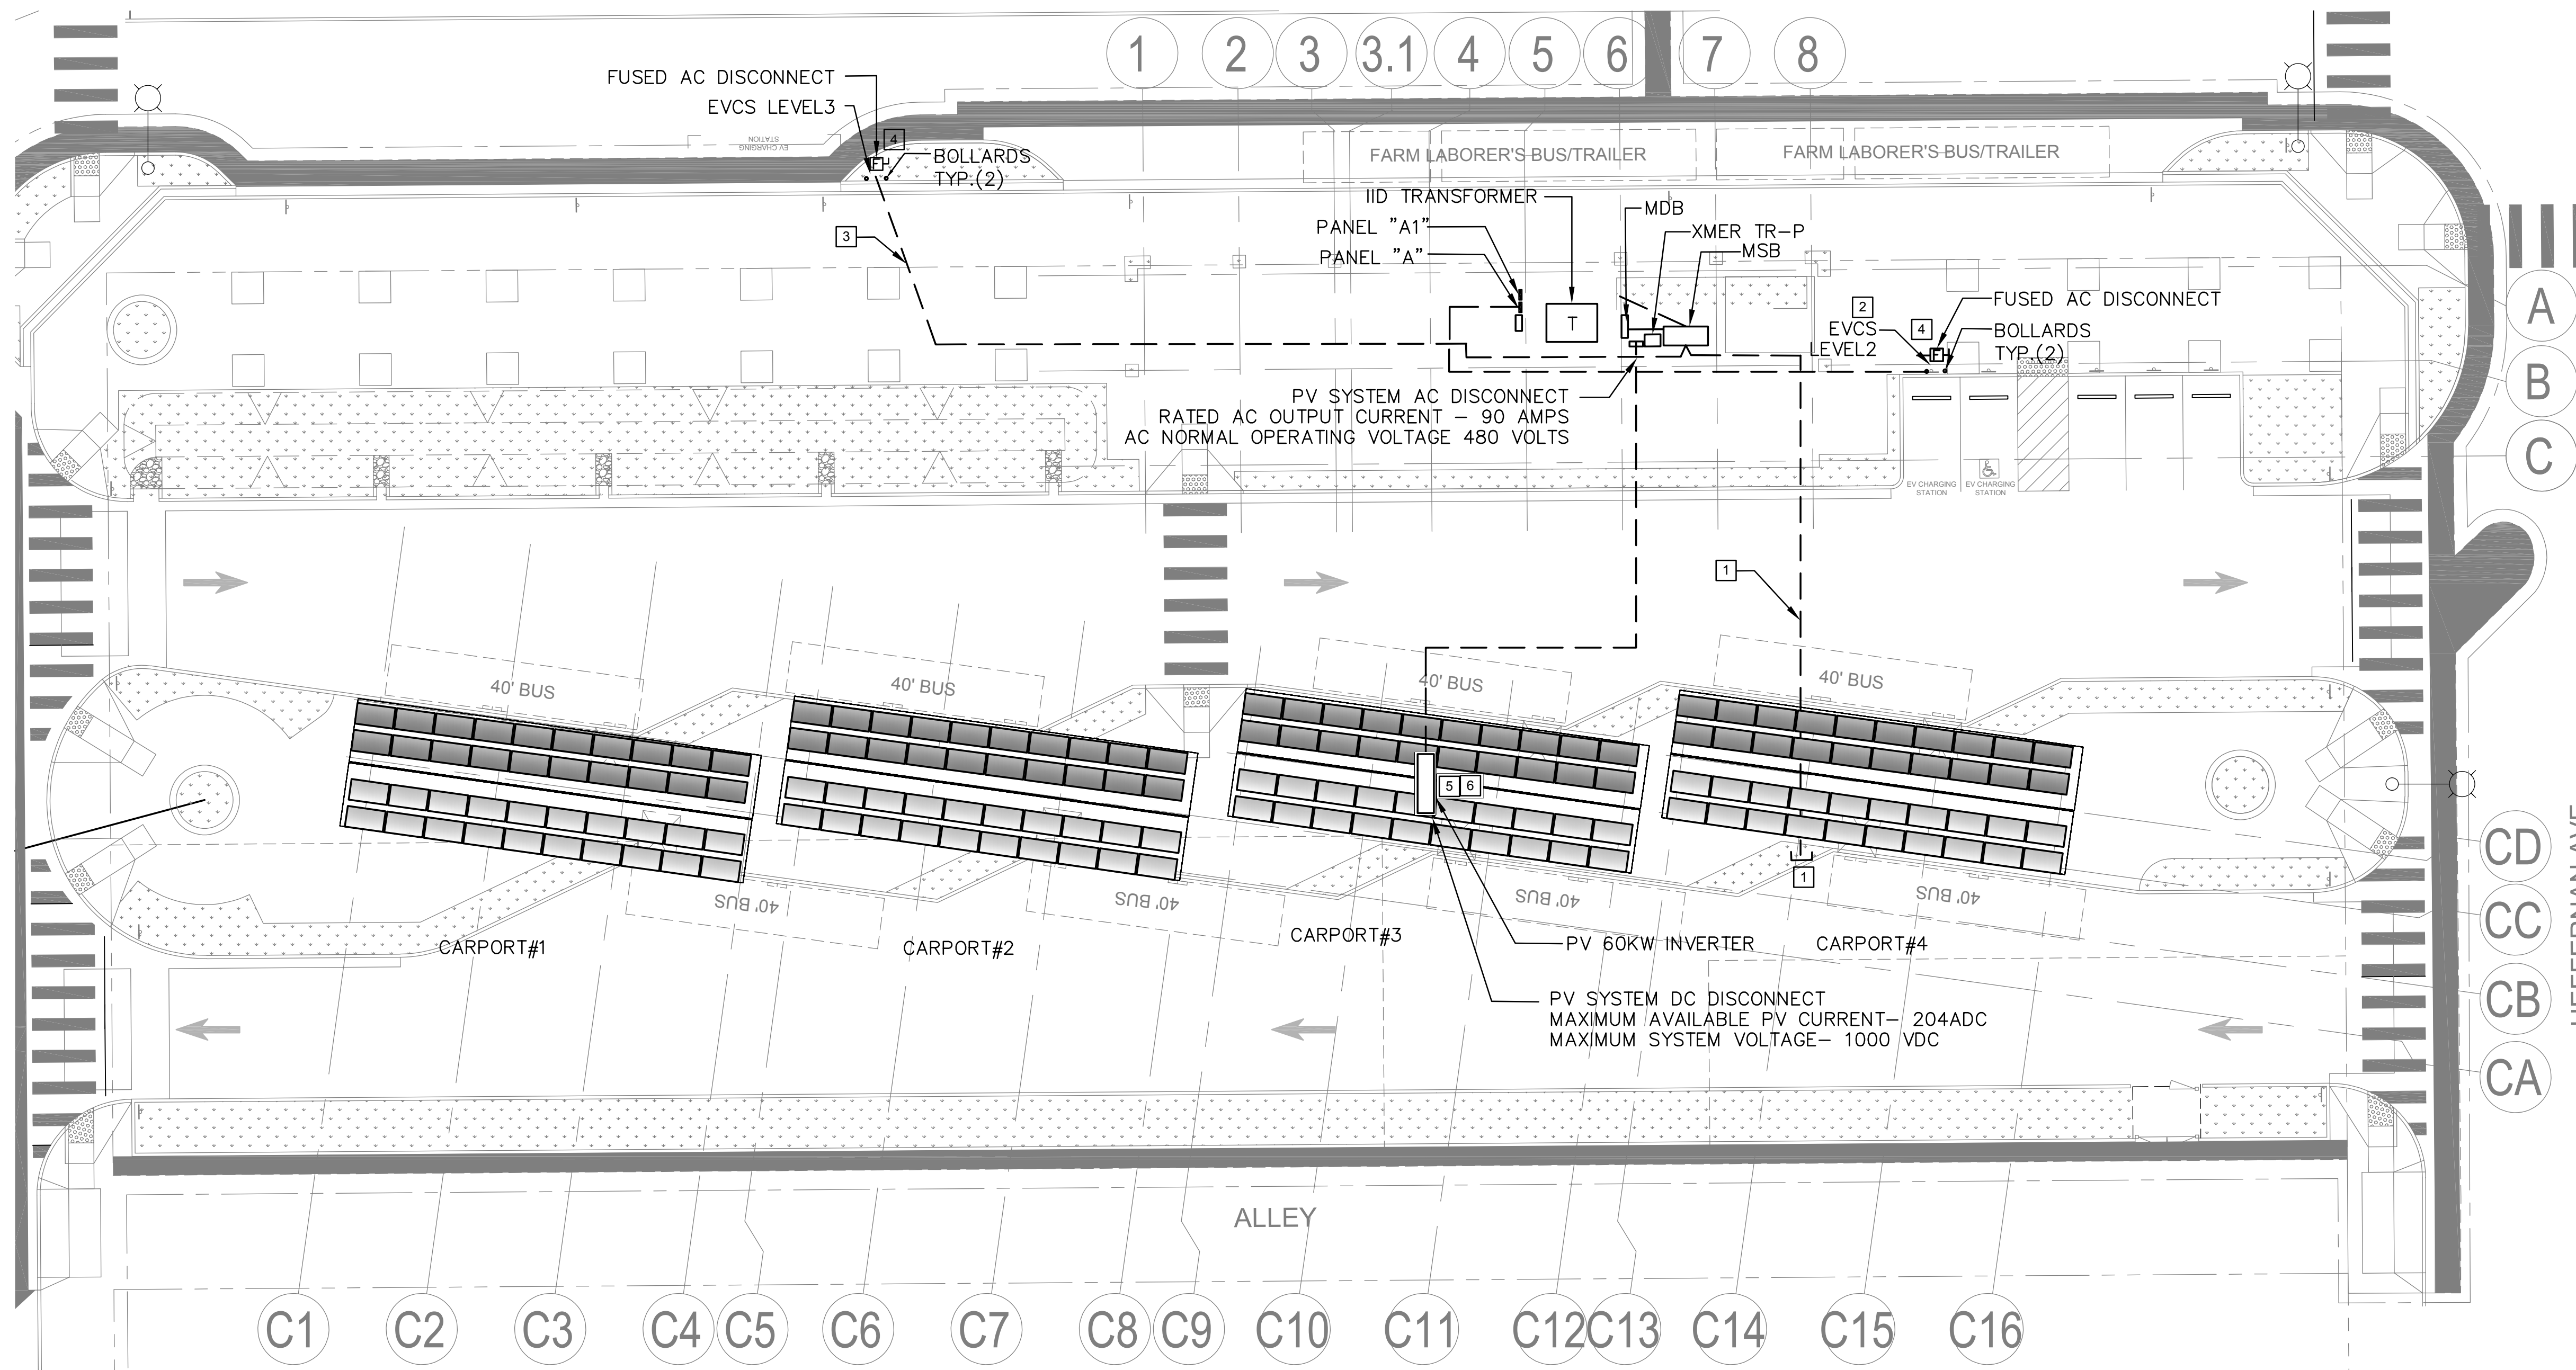 1
2
3
3.1
4
5
6
7
8
FUSED AC DISCONNECT
EVCS LEVEL3
4
BOLLARDS
TYP.(2)
EV CHARGING
STATION
FARM LABORER'S BUS/TRAILER
FARM LABORER'S BUS/TRAILER
3
IID TRANSFORMER
PANEL "A1"
PANEL "A"
T
MDB
XMER TR-P
MSB
2
EVCS
LEVEL2
4
F
F
FUSED AC DISCONNECT
BOLLARDS
TYP.(2)
A
B
C
PV SYSTEM AC DISCONNECT
RATED AC OUTPUT CURRENT - 90 AMPS
AC NORMAL OPERATING VOLTAGE 480 VOLTS
EV CHARGING
STATION
EV CHARGING
STATION
1
40' BUS
40' BUS
40' BUS
40' BUS
5
6
1
40' BUS
40' BUS
40' BUS
40' BUS
CARPORT#1
CARPORT#2
CARPORT#3
PV 60KW INVERTER
CARPORT#4
PV SYSTEM DC DISCONNECT
MAXIMUM AVAILABLE PV CURRENT- 204ADC
MAXIMUM SYSTEM VOLTAGE- 1000 VDC
CD
CC
CB
CA
ALLEY
C1
C2
C3
C4
C5
C6
C7
C8
C9
C10
C11
C12
C13
C14
C15
C16